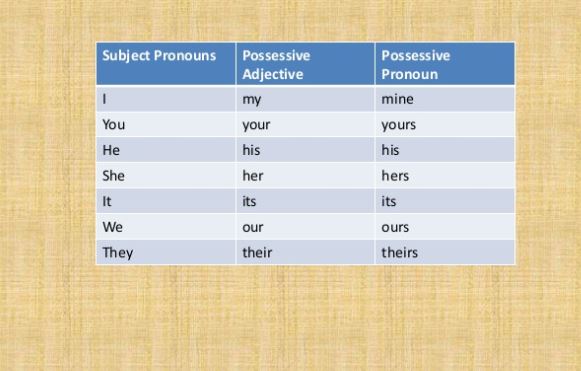 Subject Pronouns Possessive Adjective Possessive Pronoun
I my mine
You your yours
He his his
She her hers
It its its
We our ours
They their theirs